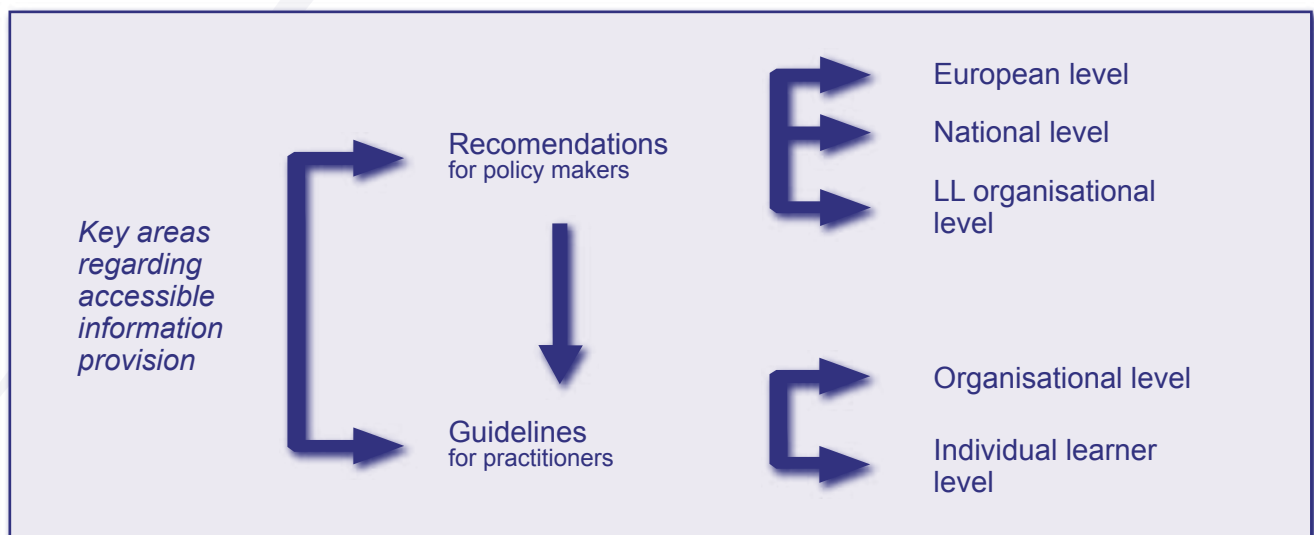 Key areas
regarding
accessible
information
provision
Recomendations
for policy makers
Guidelines
for practitioners
European level
National level
LL organisational
level
Organisational level
Individual learner
level